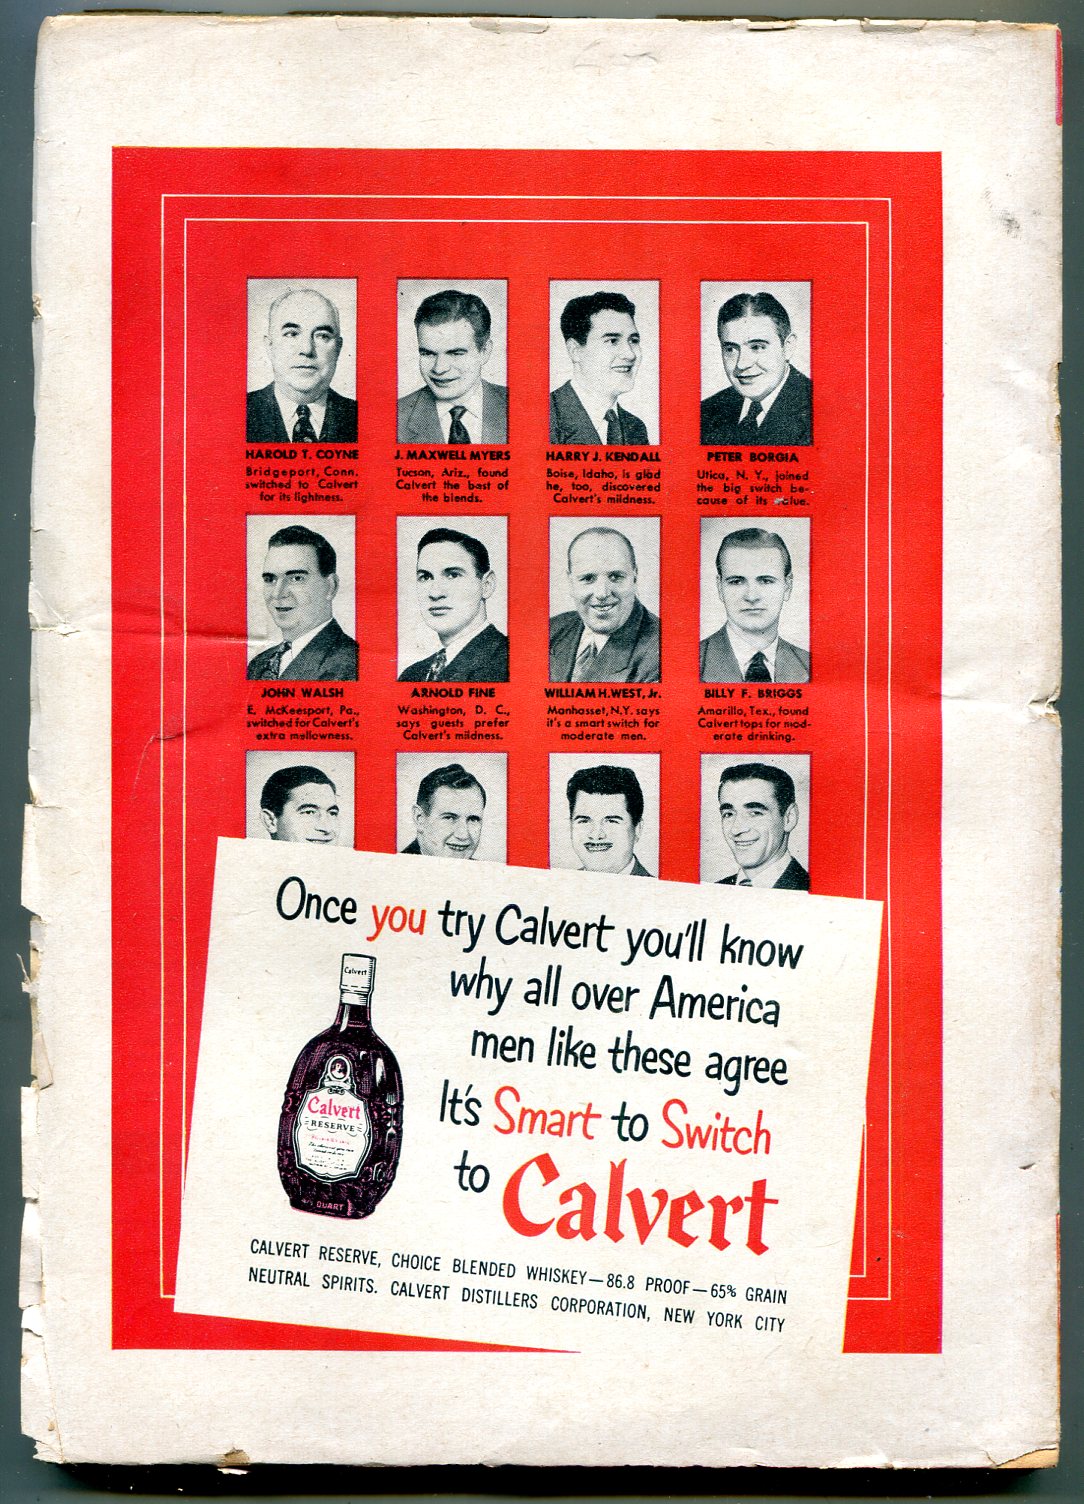 HAROLD T. COYNE
Bridgeport, Conn.
switched to Calvert
for its lightness.
J. MAXWELL MYERS
Tucson, Ariz., found
Calvert the best of
the blends.
HARRY J. KENDALL
Boise, Idaho, is glad
he, too, discovered
Calvert's mildness.
PETER BORGIA
Utica, N. Y., joined
the big switch be-
cause of its value.
JOHN WALSH
E. McKeesport, Pa.,
switched for Calvert's
extra mellowness.
ARNOLD FINE
Washington, D. C.,
says guests prefer
Calvert's mildness.
WILLIAM H. WEST, Jr.
Manhasset, N.Y. says
it's a smart switch for
moderate men.
BILLY F. BRIGGS
Amarillo, Tex., found
Calvert tops for mod-
erate drinking.
Once you try Calvert you'll know
why all over America
men like these agree
It's Smart to Switch
to Calvert
Calvert
Calvert
RESERVE
QUART
CALVERT RESERVE, CHOICE BLENDED WHISKEY—86.8 PROOF—65% GRAIN
NEUTRAL SPIRITS. CALVERT DISTILLERS CORPORATION, NEW YORK CITY